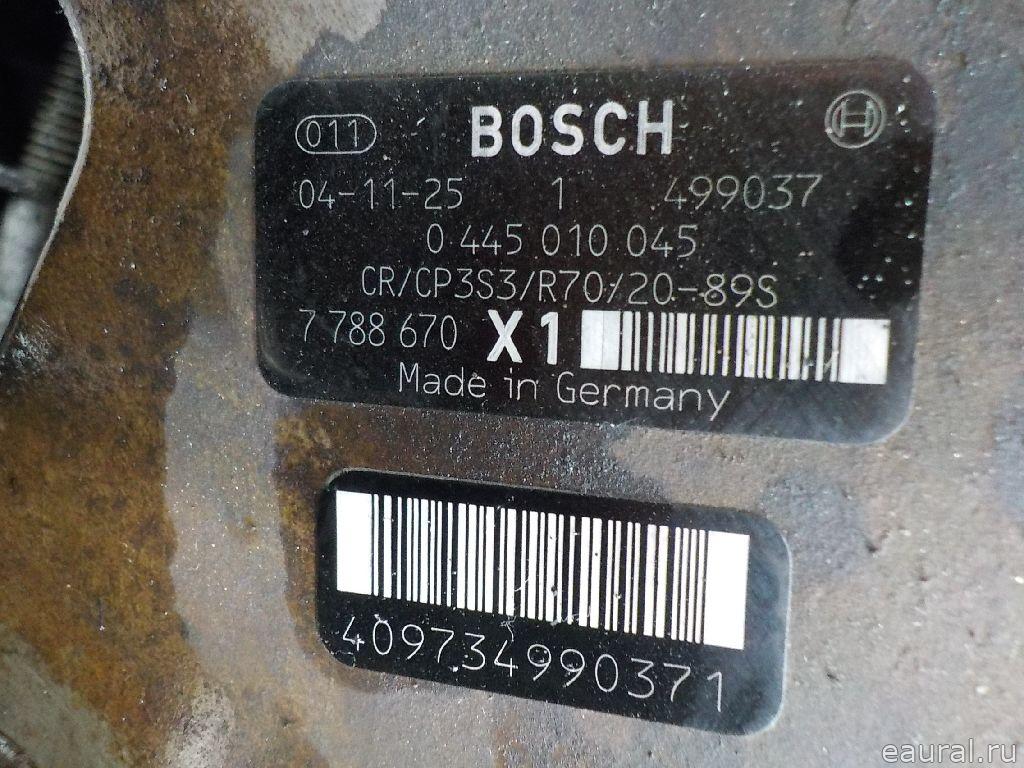 011 BOSCH
04-11-25 1 499037
0 445 010 045
CR/CP3S3/R70/20-89S
7 788 670 X1
Made in Germany
409734990371
eaural.ru